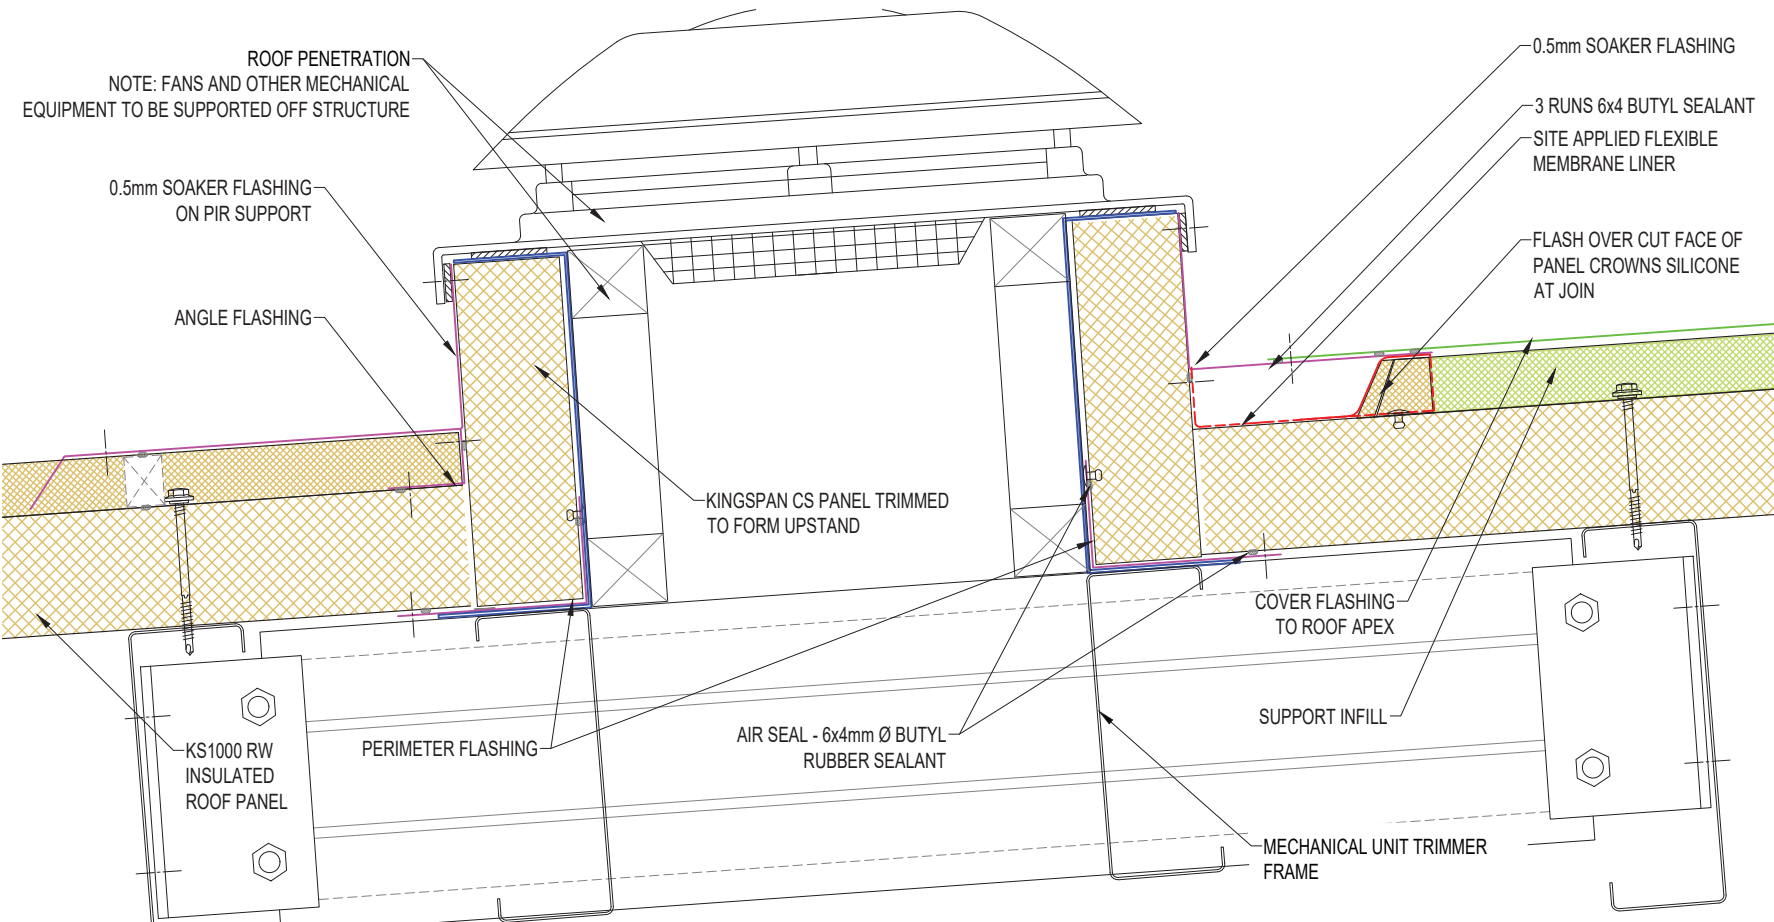 ROOF PENETRATION
NOTE: FANS AND OTHER MECHANICAL
EQUIPMENT TO BE SUPPORTED OFF STRUCTURE
0.5mm SOAKER FLASHING
ON PIR SUPPORT
ANGLE FLASHING
0.5mm SOAKER FLASHING
3 RUNS 6x4 BUTYL SEALANT
SITE APPLIED FLEXIBLE
MEMBRANE LINER
FLASH OVER CUT FACE OF
PANEL CROWNS SILICONE
AT JOIN
KINGSPAN CS PANEL TRIMMED
TO FORM UPSTAND
COVER FLASHING
TO ROOF APEX
SUPPORT INFILL
KS1000 RW
INSULATED
ROOF PANEL
PERIMETER FLASHING
AIR SEAL - 6x4mm Ø BUTYL
RUBBER SEALANT
MECHANICAL UNIT TRIMMER
FRAME